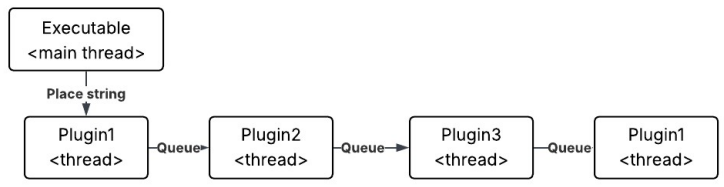 Executable
<main thread>
Place string
Plugin1
<thread>
Queue
Plugin2
<thread>
Queue
Plugin3
<thread>
Queue
Plugin1
<thread>